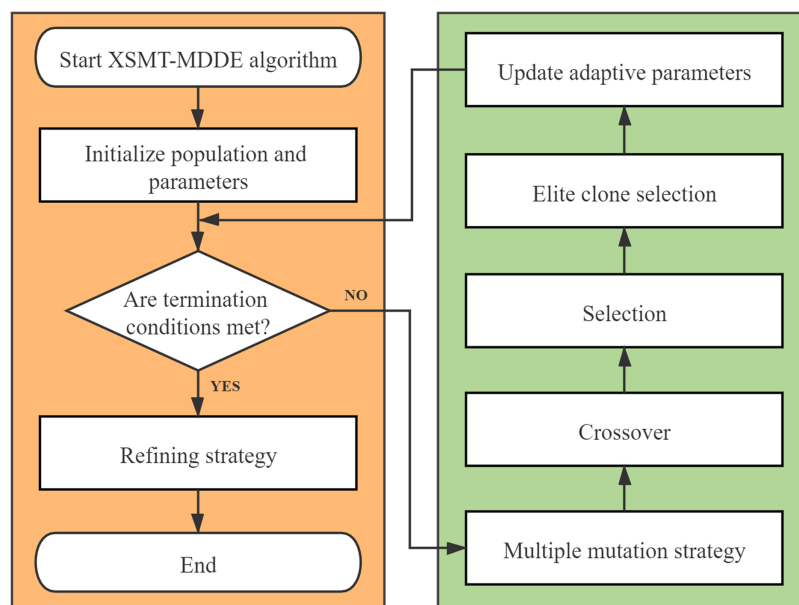 Start XSMT-MDDE algorithm
Initialize population and
parameters
Are termination
conditions met?
NO
YES
Refining strategy
End
Update adaptive parameters
Elite clone selection
Selection
Crossover
Multiple mutation strategy